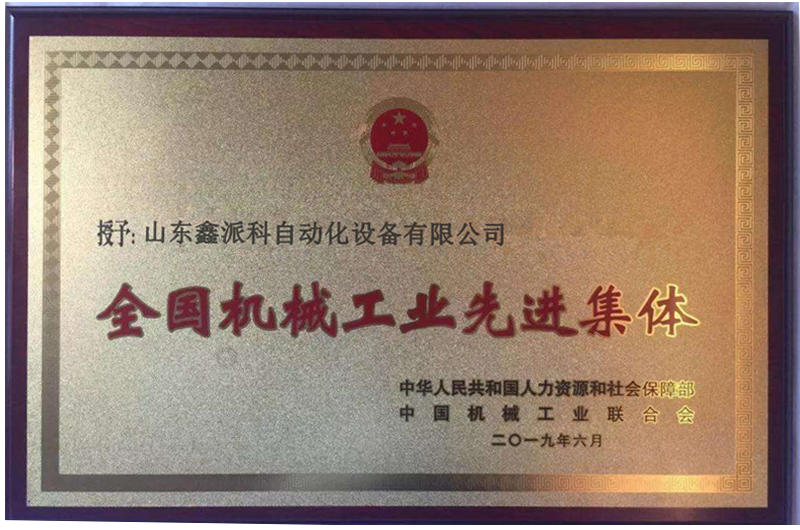 授予:山东鑫派科自动化设备有限公司
全国机械工业先进集体
中华人民共和国人力资源和社会保障部
中国机械工业联合会
二〇一九年六月